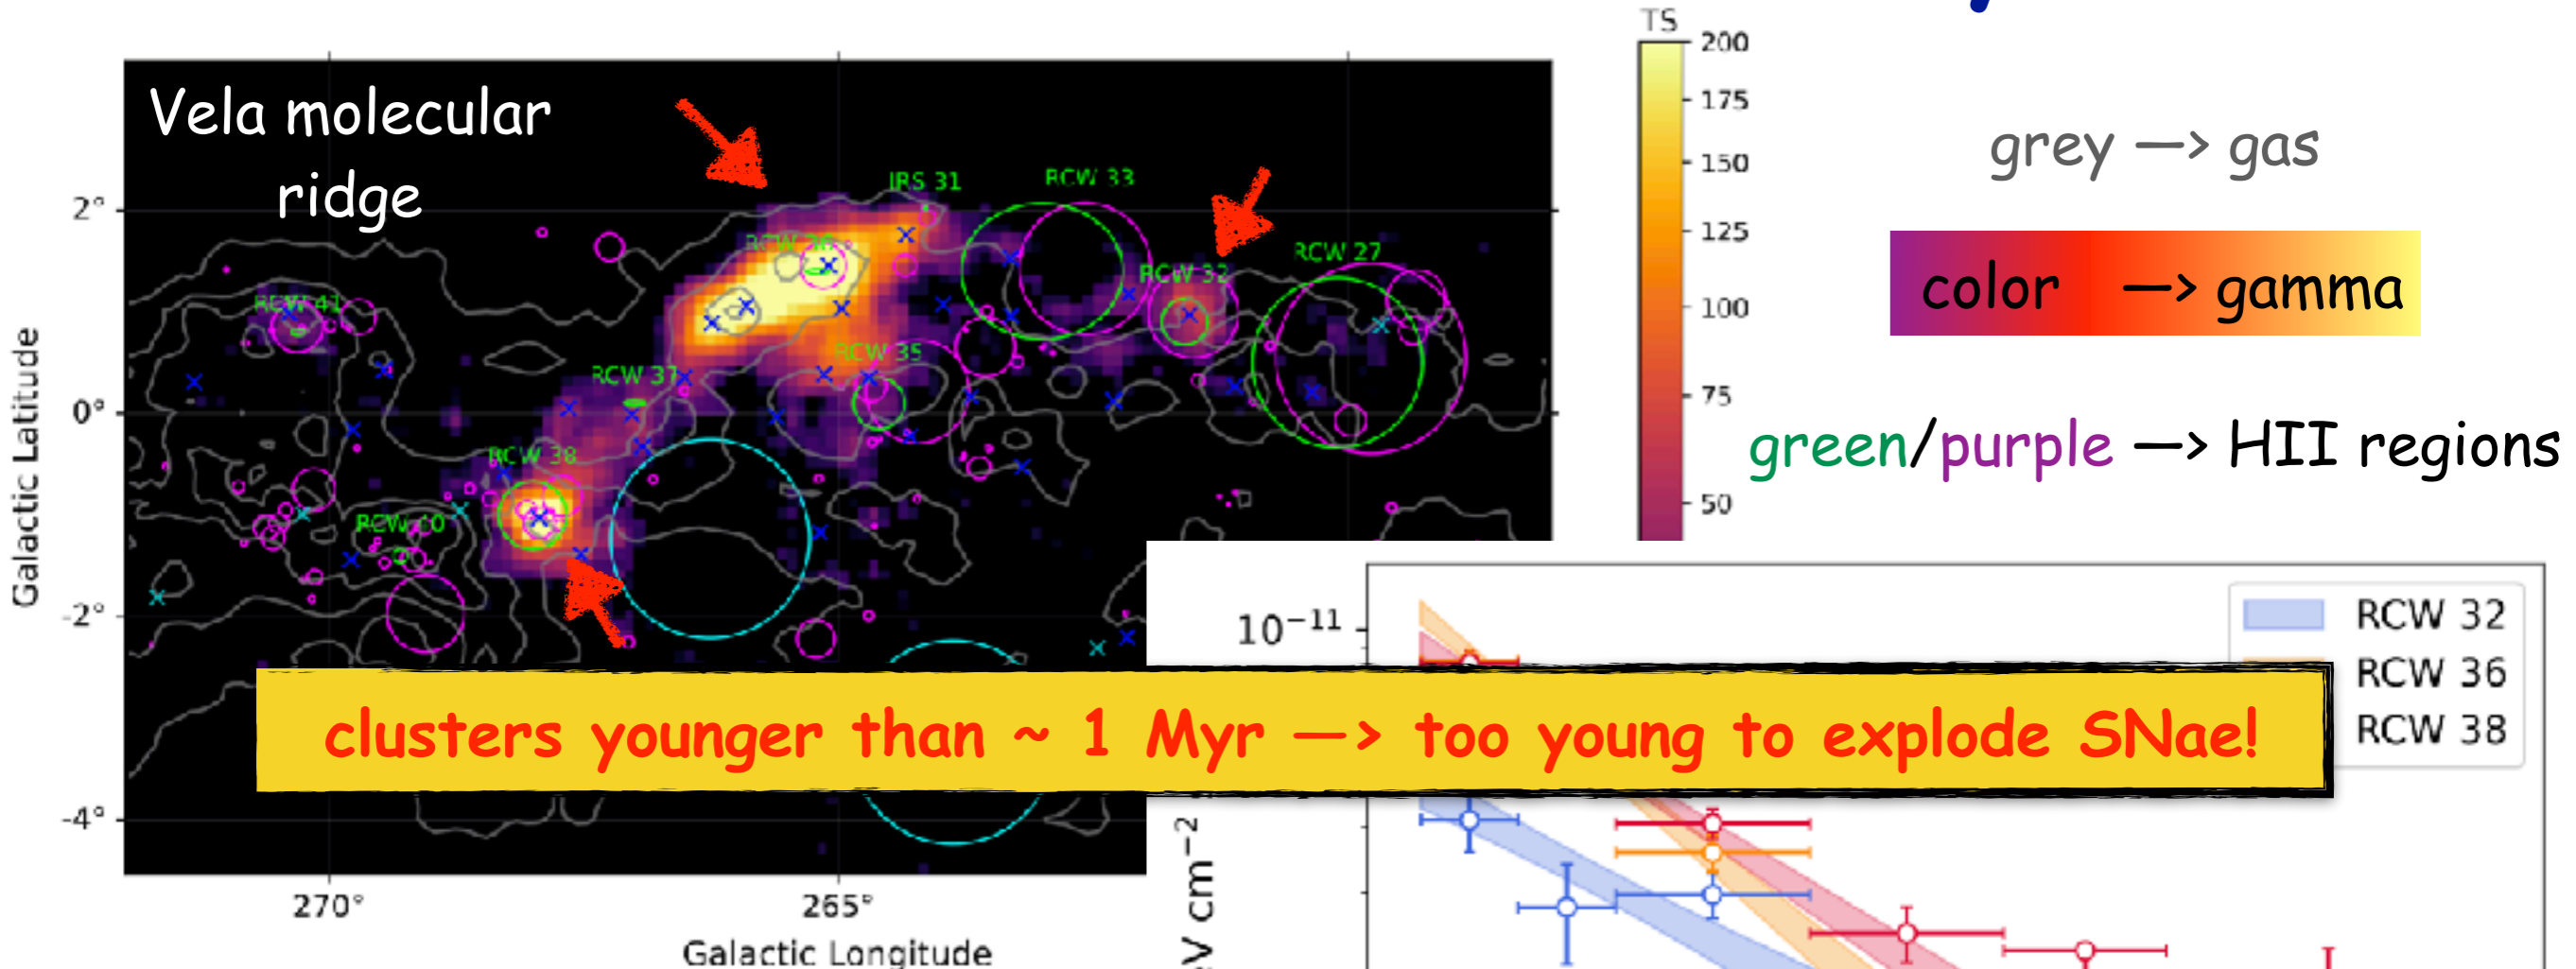 TS
200
175
150
125
100
75
50
Vela molecular
ridge
2°
0°
-2°
-4°
Galactic Latitude
270°
265°
Galactic Longitude
IRS 31
RCW 33
RCW 36
RCW 32
RCW 27
RCW 41
RCW 35
RCW 37
RCW 38
RCW 40
grey —> gas
color —> gamma
green/purple —> HII regions
clusters younger than ~ 1 Myr —> too young to explode SNae!
10⁻¹¹
RCW 32
RCW 36
RCW 38
cm⁻²